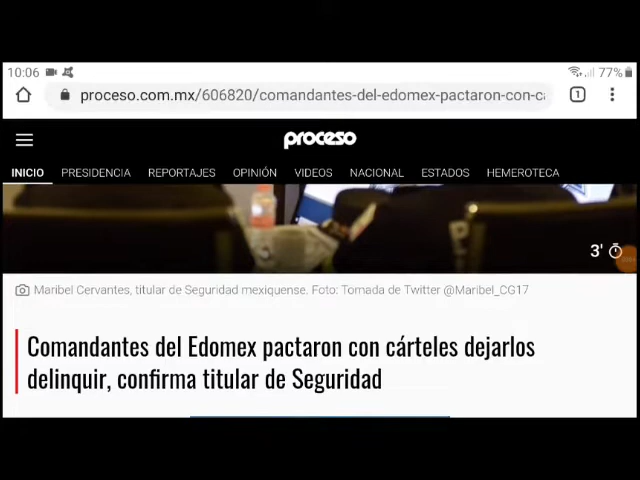 10:06 77%
proceso.com.mx/606820/comandantes-del-edomex-pactaron-con-ca
1
proceso
INICIO PRESIDENCIA REPORTAJES OPINIÓN VIDEOS NACIONAL ESTADOS HEMEROTECA
3'
Maribel Cervantes, titular de Seguridad mexiquense. Foto: Tomada de Twitter @Maribel_CG17
Comandantes del Edomex pactaron con cárteles dejarlos
delinquir, confirma titular de Seguridad